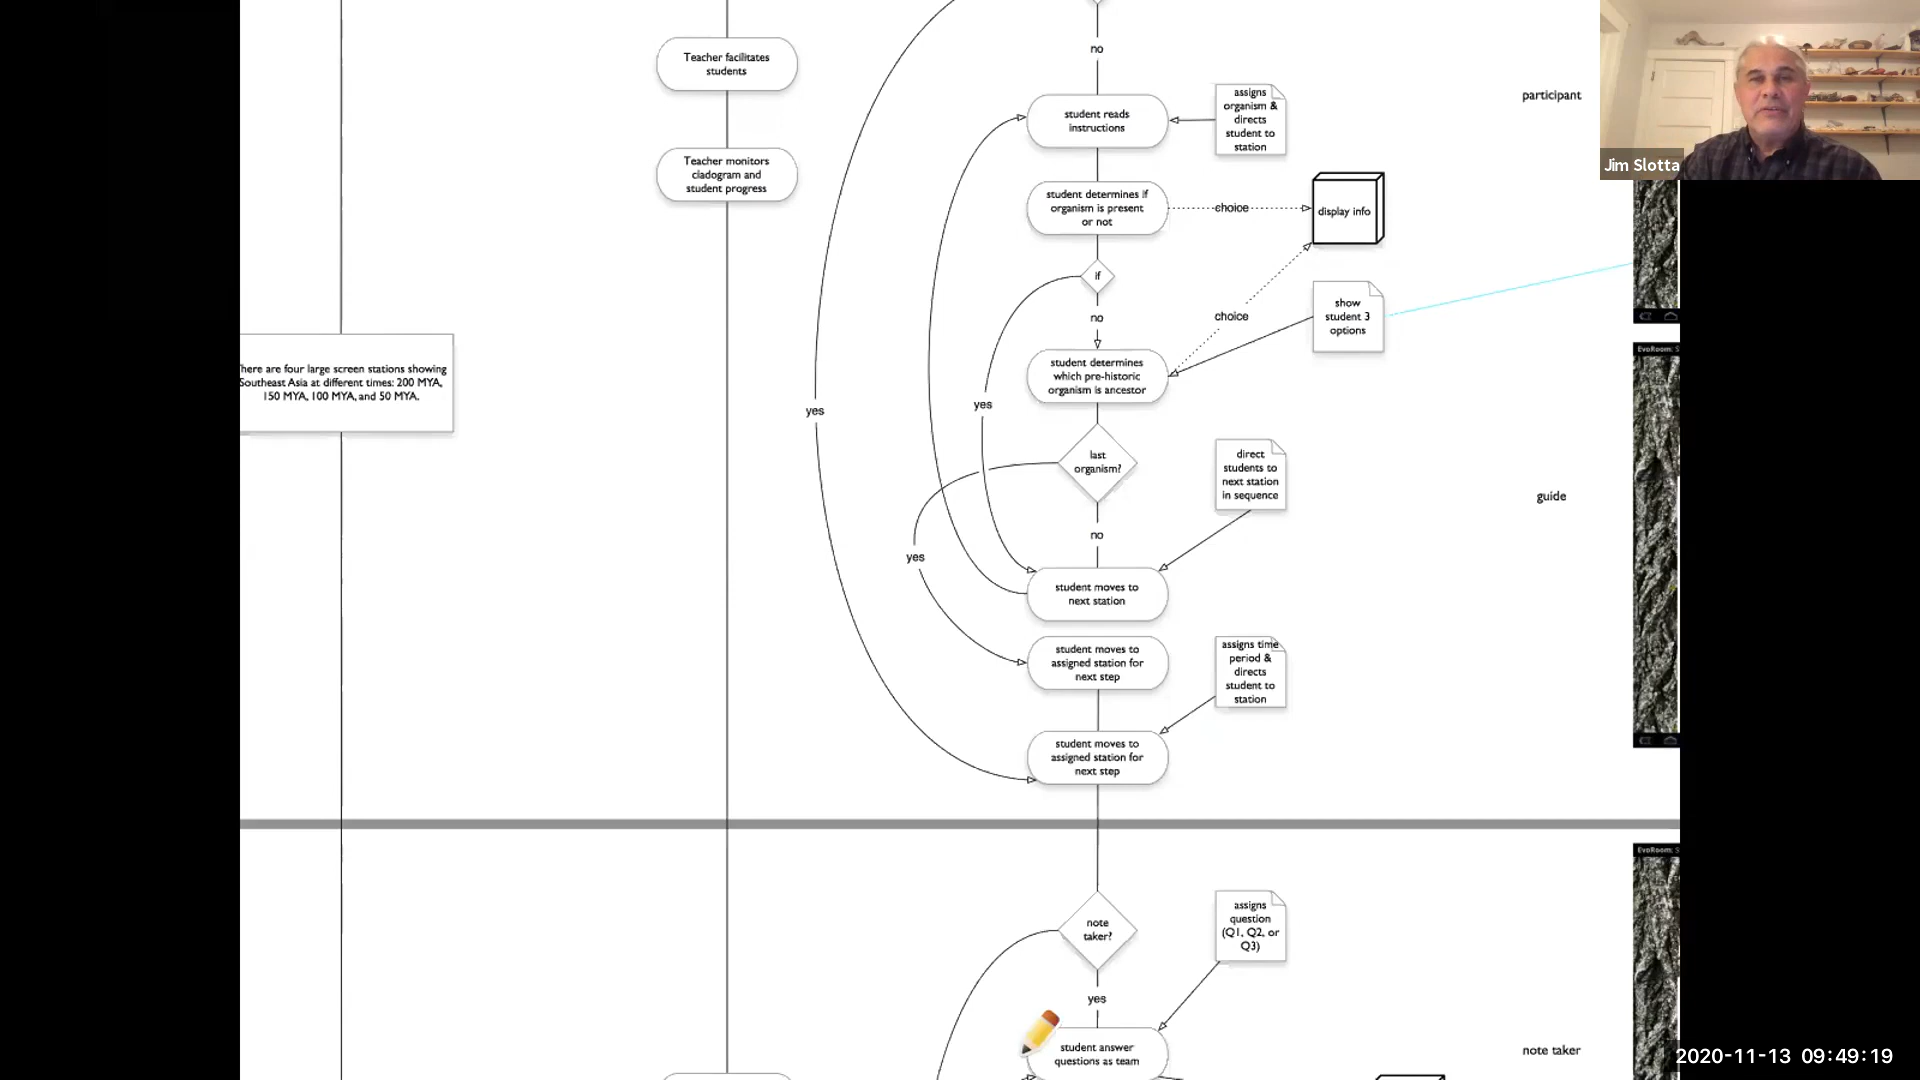 no
Teacher facilitates
students
assigns
organism &
directs
student to
station
participant
student reads
instructions
Jim Slotta
Teacher monitors
cladogram and
student progress
student determines if
organism is present
or not
choice
display info
if
no
choice
show
student 3
options
EvoRoom: S
here are four large screen stations showing
Southeast Asia at different times: 200 MYA,
150 MYA, 100 MYA, and 50 MYA.
student determines
which pre-historic
organism is ancestor
yes
yes
last
organism?
direct
students to
next station
in sequence
guide
no
yes
student moves to
next station
student moves to
assigned station for
next step
assigns time
period &
directs
student to
station
student moves to
assigned station for
next step
EvoRoom: S
note
taker?
assigns
question
(Q1, Q2, or
Q3)
yes
student answer
questions as team
note taker
2020-11-13 09:49:19